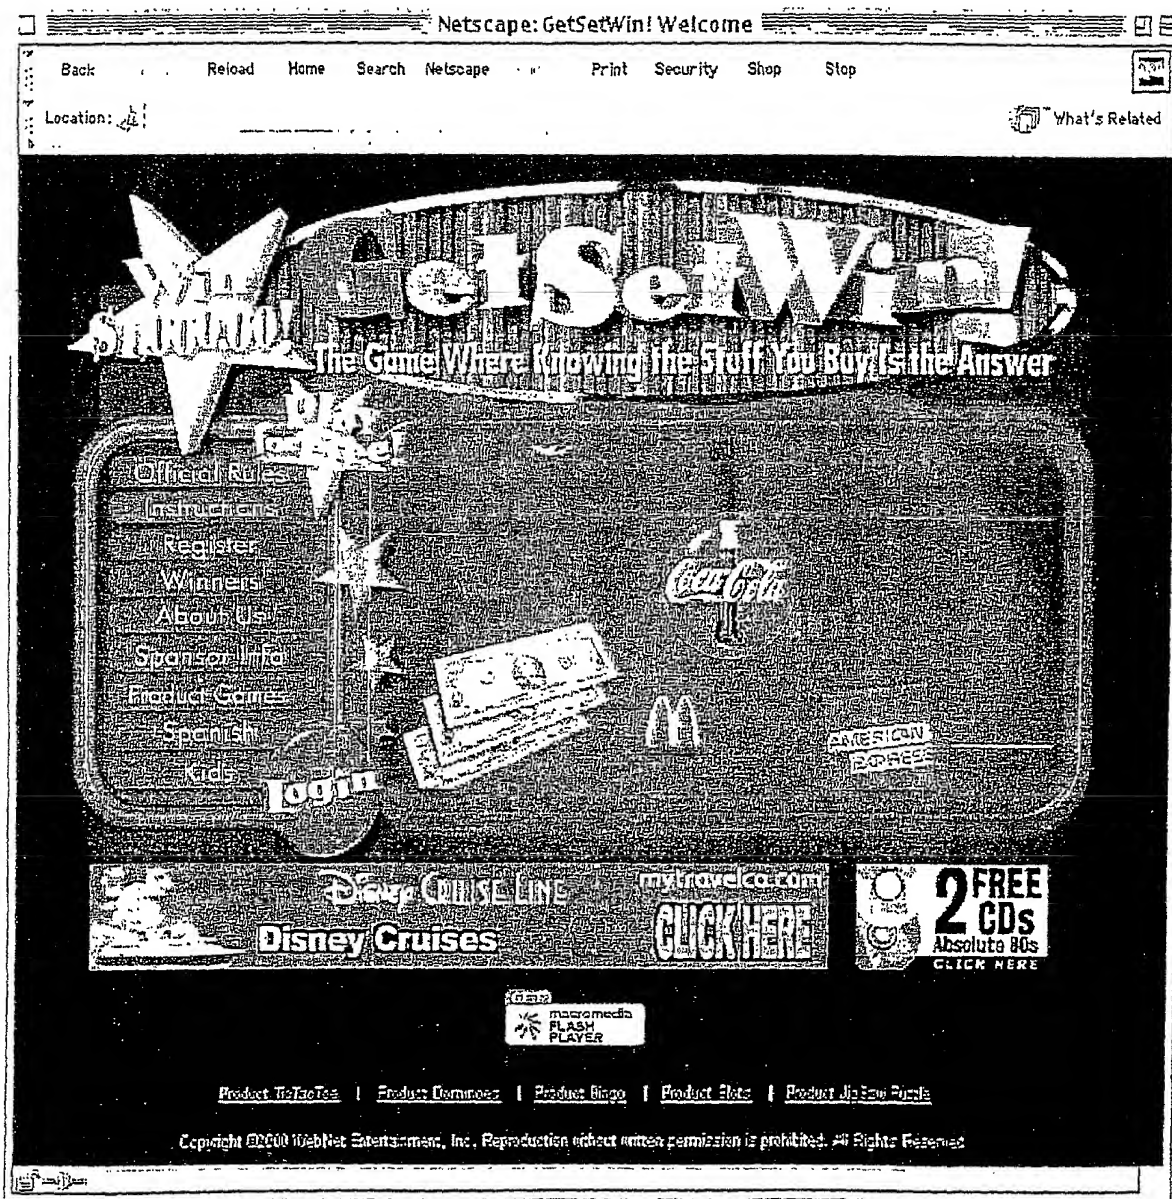 Netscape: GetSetWin! Welcome
Back Reload Home Search Netscape Print Security Shop Stop
Location: What's Related
Win
GetSetWin!
The Game Where Knowing the Stuff You Buy Is the Answer
Play
Official Rules
Instructions
Register
Winners
About Us!
Sponsor Info
Product Games
Spanish
Kids
login
Coca-Cola
AMERICAN
EXPRESS
Disney CRUISE LINE
Disney Cruises
mytravelco.com
CLICK HERE
2 FREE
CDs
Absolute 80s
CLICK HERE
macromedia
FLASH
PLAYER
Product TicTacToe | Product Dominoes | Product Bingo | Product Slots | Product JigSaw Puzzle
Copyright ©2000 WebNet Entertainment, Inc. Reproduction without written permission is prohibited. All Rights Reserved